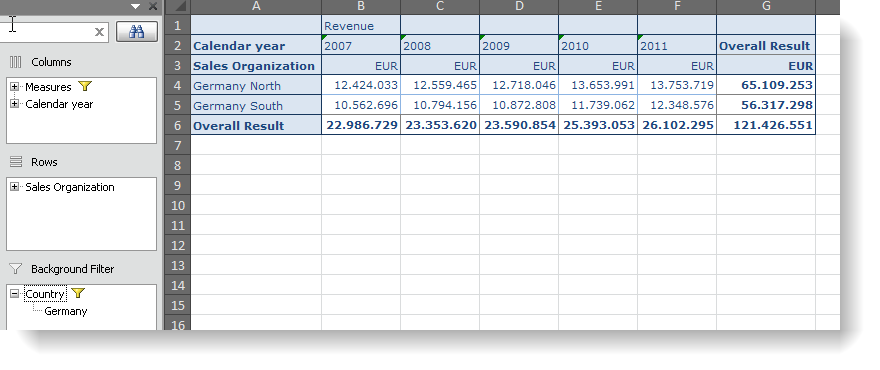 A B C D E F G
Columns
Measures
Calendar year
Rows
Sales Organization
Background Filter
Country
Germany
1 Revenue
2 Calendar year 2007 2008 2009 2010 2011 Overall Result
3 Sales Organization EUR EUR EUR EUR EUR EUR
4 Germany North 12.424.033 12.559.465 12.718.046 13.653.991 13.753.719 65.109.253
5 Germany South 10.562.696 10.794.156 10.872.808 11.739.062 12.348.576 56.317.298
6 Overall Result 22.986.729 23.353.620 23.590.854 25.393.053 26.102.295 121.426.551
7
8
9
10
11
12
13
14
15
16